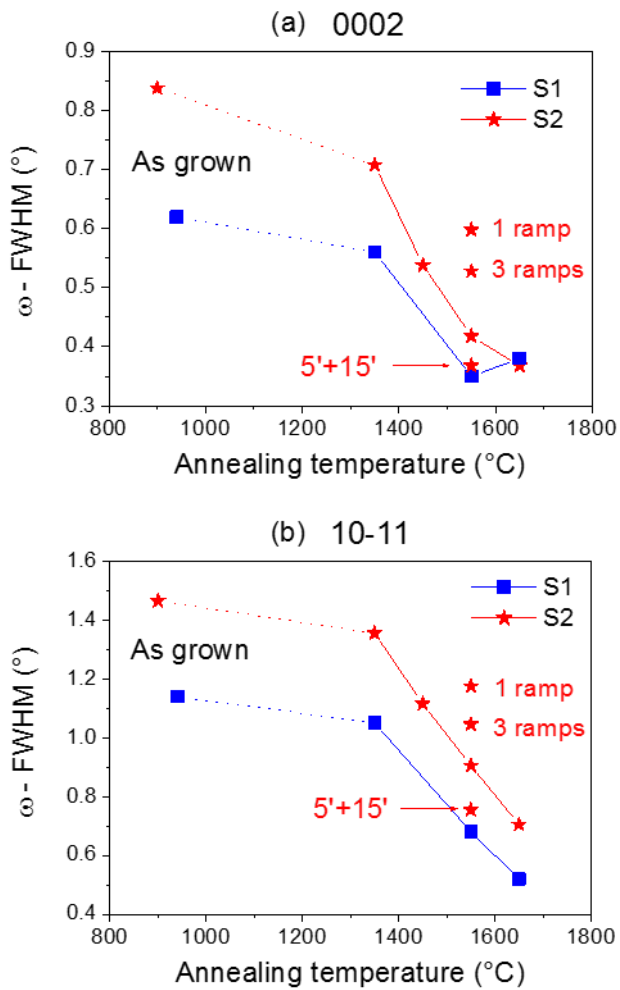 (a) 0002
0.9
0.8
0.7
0.6
0.5
0.4
0.3
ω - FWHM (°)
S1
S2
As grown
1 ramp
3 ramps
5'+15'
800 1000 1200 1400 1600 1800
Annealing temperature (°C)
(b) 10-11
1.6
1.4
1.2
1.0
0.8
0.6
0.4
ω - FWHM (°)
S1
S2
As grown
1 ramp
3 ramps
5'+15'
800 1000 1200 1400 1600 1800
Annealing temperature (°C)